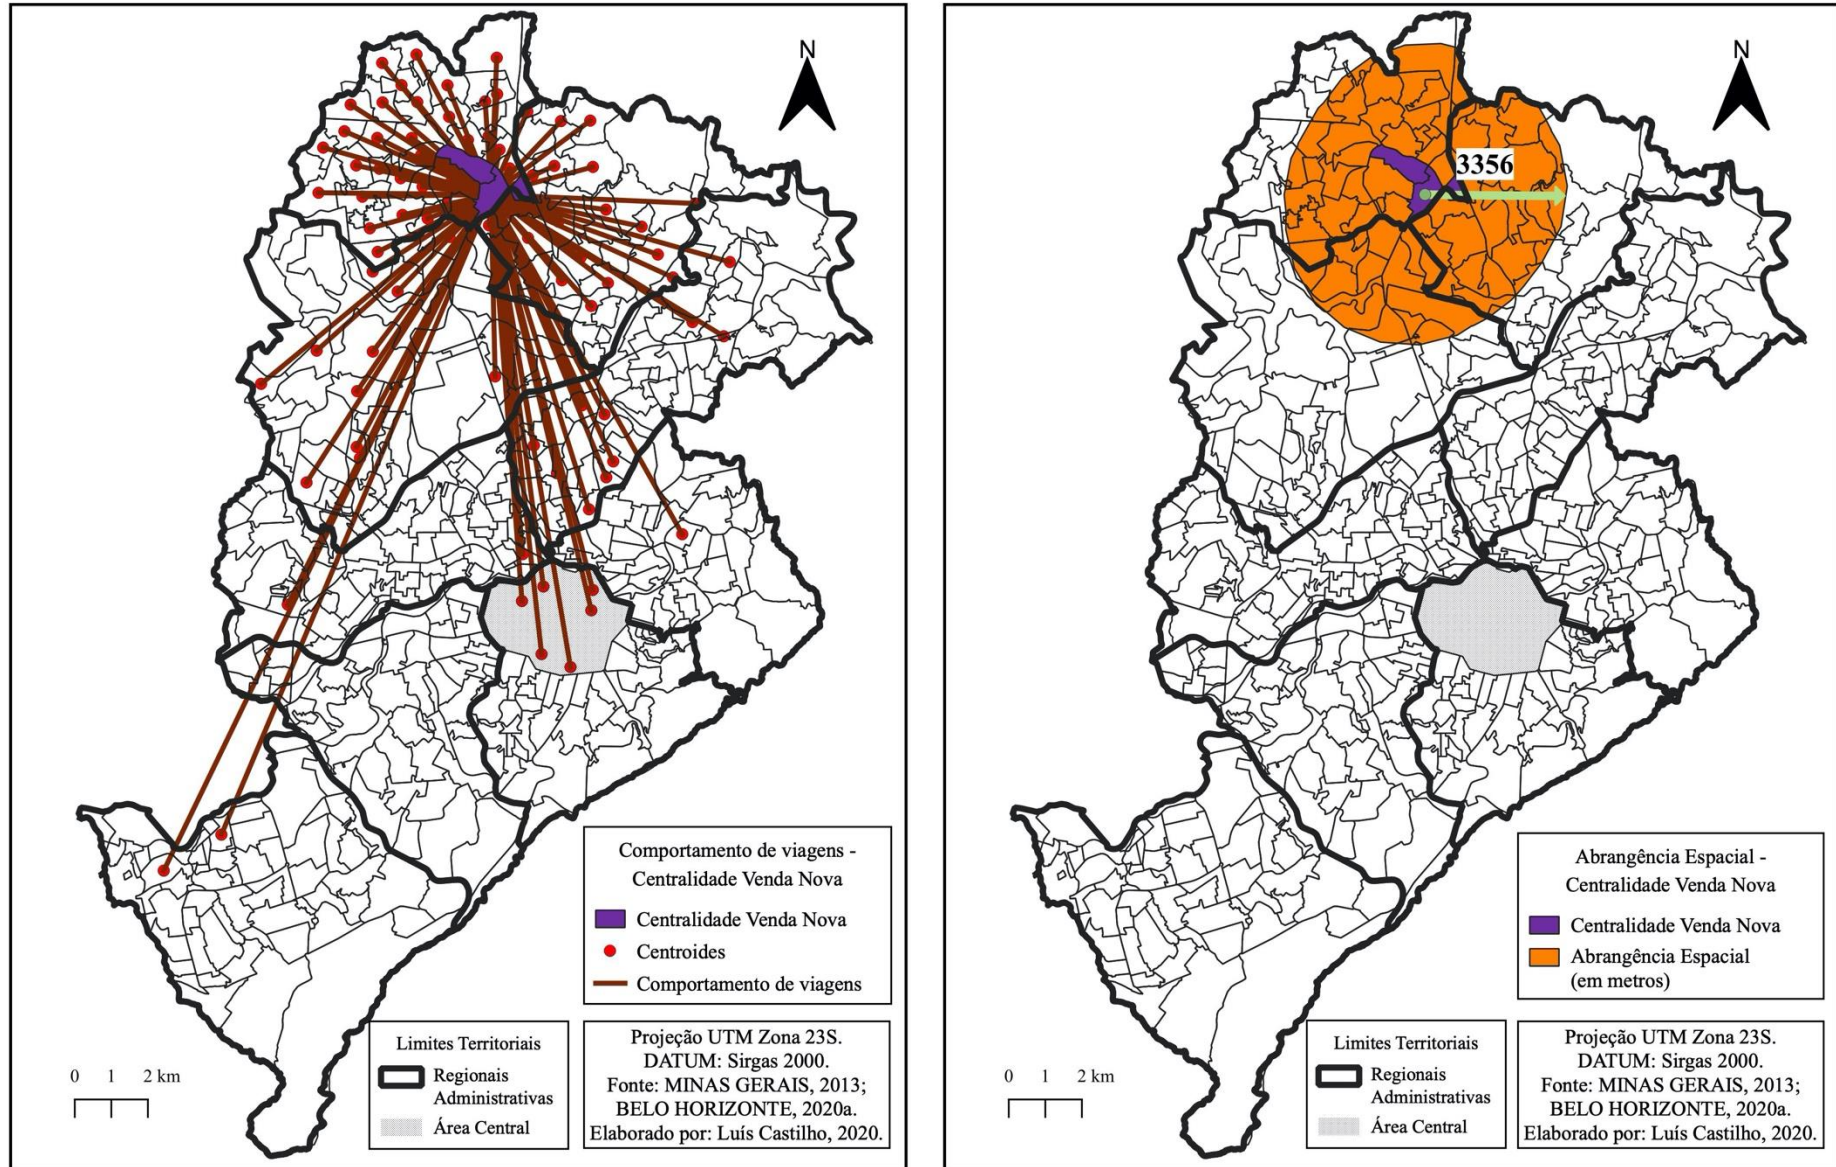 N
Comportamento de viagens -
Centralidade Venda Nova
Centralidade Venda Nova
Centroides
Comportamento de viagens
Limites Territoriais
Regionais
Administrativas
Área Central
Projeção UTM Zona 23S.
DATUM: Sirgas 2000.
Fonte: MINAS GERAIS, 2013;
BELO HORIZONTE, 2020a.
Elaborado por: Luís Castilho, 2020.
0 1 2 km
N
3356
Abrangência Espacial -
Centralidade Venda Nova
Centralidade Venda Nova
Abrangência Espacial
(em metros)
Limites Territoriais
Regionais
Administrativas
Área Central
Projeção UTM Zona 23S.
DATUM: Sirgas 2000.
Fonte: MINAS GERAIS, 2013;
BELO HORIZONTE, 2020a.
Elaborado por: Luís Castilho, 2020.
0 1 2 km